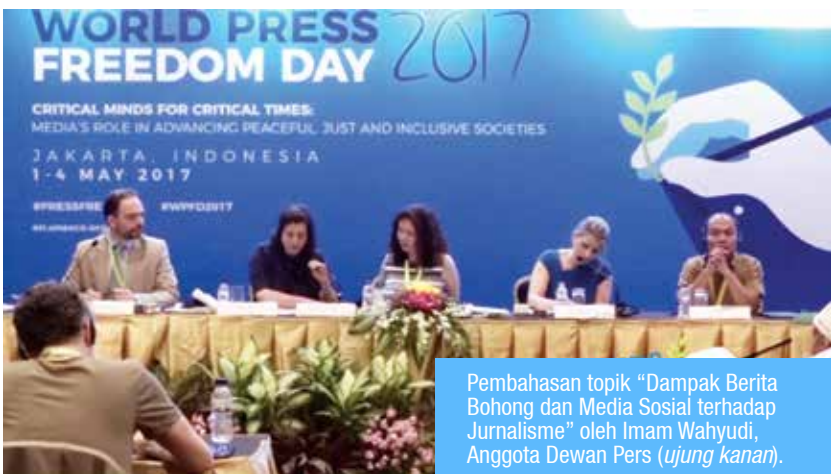 WORLD PRESS 2017
FREEDOM DAY
CRITICAL MINDS FOR CRITICAL TIMES:
MEDIA'S ROLE IN ADVANCING PEACEFUL, JUST AND INCLUSIVE SOCIETIES
JAKARTA, INDONESIA
1-4 MAY 2017
#WPFD2017
Pembahasan topik “Dampak Berita
Bohong dan Media Sosial terhadap
Jurnalisme” oleh Imam Wahyudi,
Anggota Dewan Pers (ujung kanan).